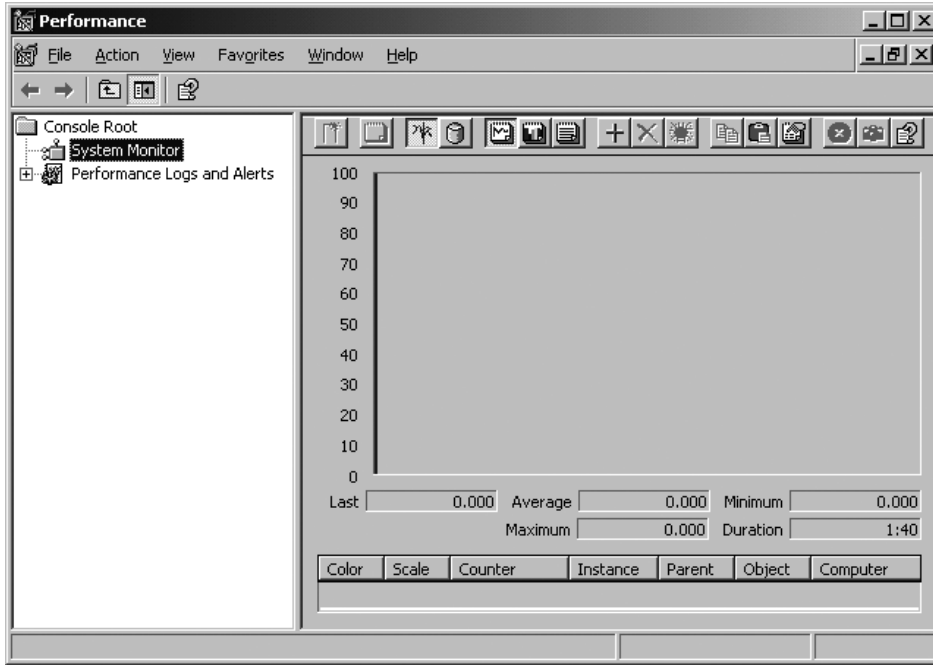 Performance
File Action View Favorites Window Help
Console Root
System Monitor
Performance Logs and Alerts
100
90
80
70
60
50
40
30
20
10
0
Last 0.000 Average 0.000 Minimum 0.000
Maximum 0.000 Duration 1:40
Color Scale Counter Instance Parent Object Computer